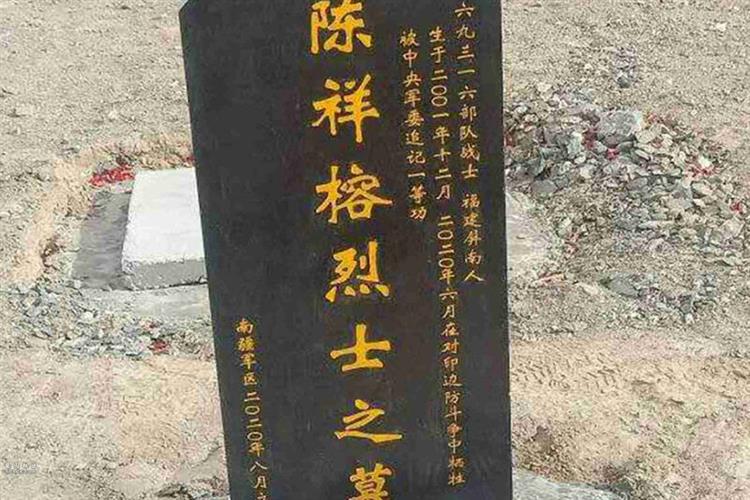 六九三一六部队战士 福建屏南人
生于二〇〇一年十二月 二〇二〇年六月在对印边防斗争中牺牲
被中央军委追记一等功
陈祥榕烈士之墓
南疆军区二〇二〇年八月立